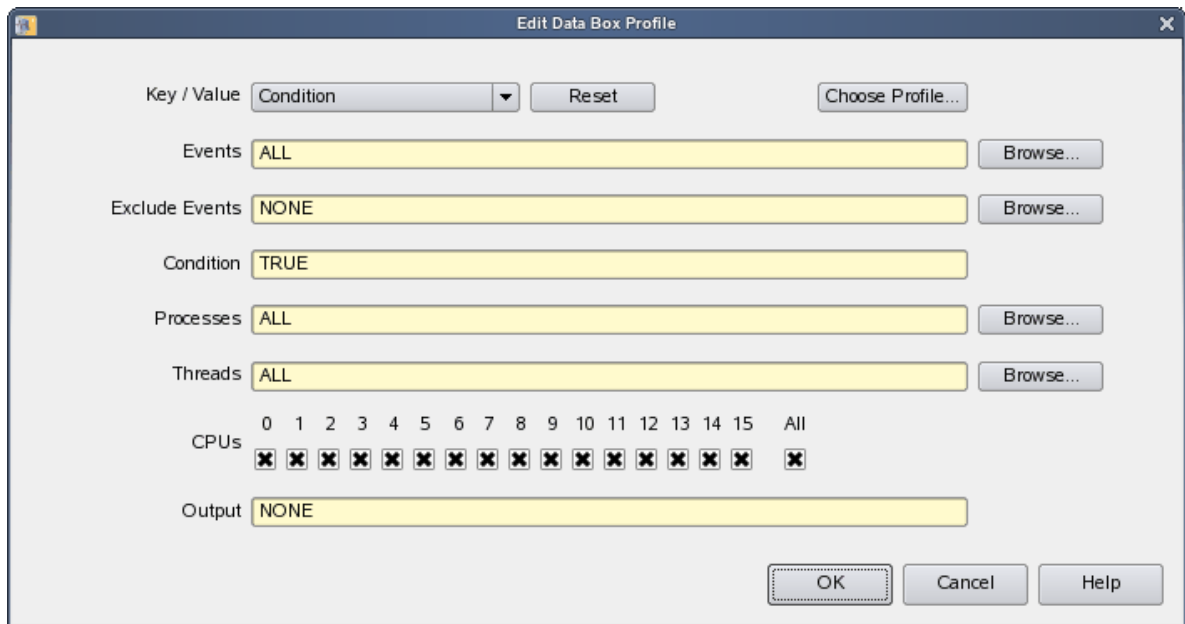 Edit Data Box Profile
Key / Value Condition Reset Choose Profile...
Events ALL Browse...
Exclude Events NONE Browse...
Condition TRUE
Processes ALL Browse...
Threads ALL Browse...
0 1 2 3 4 5 6 7 8 9 10 11 12 13 14 15 All
CPUs
Output NONE
OK Cancel Help